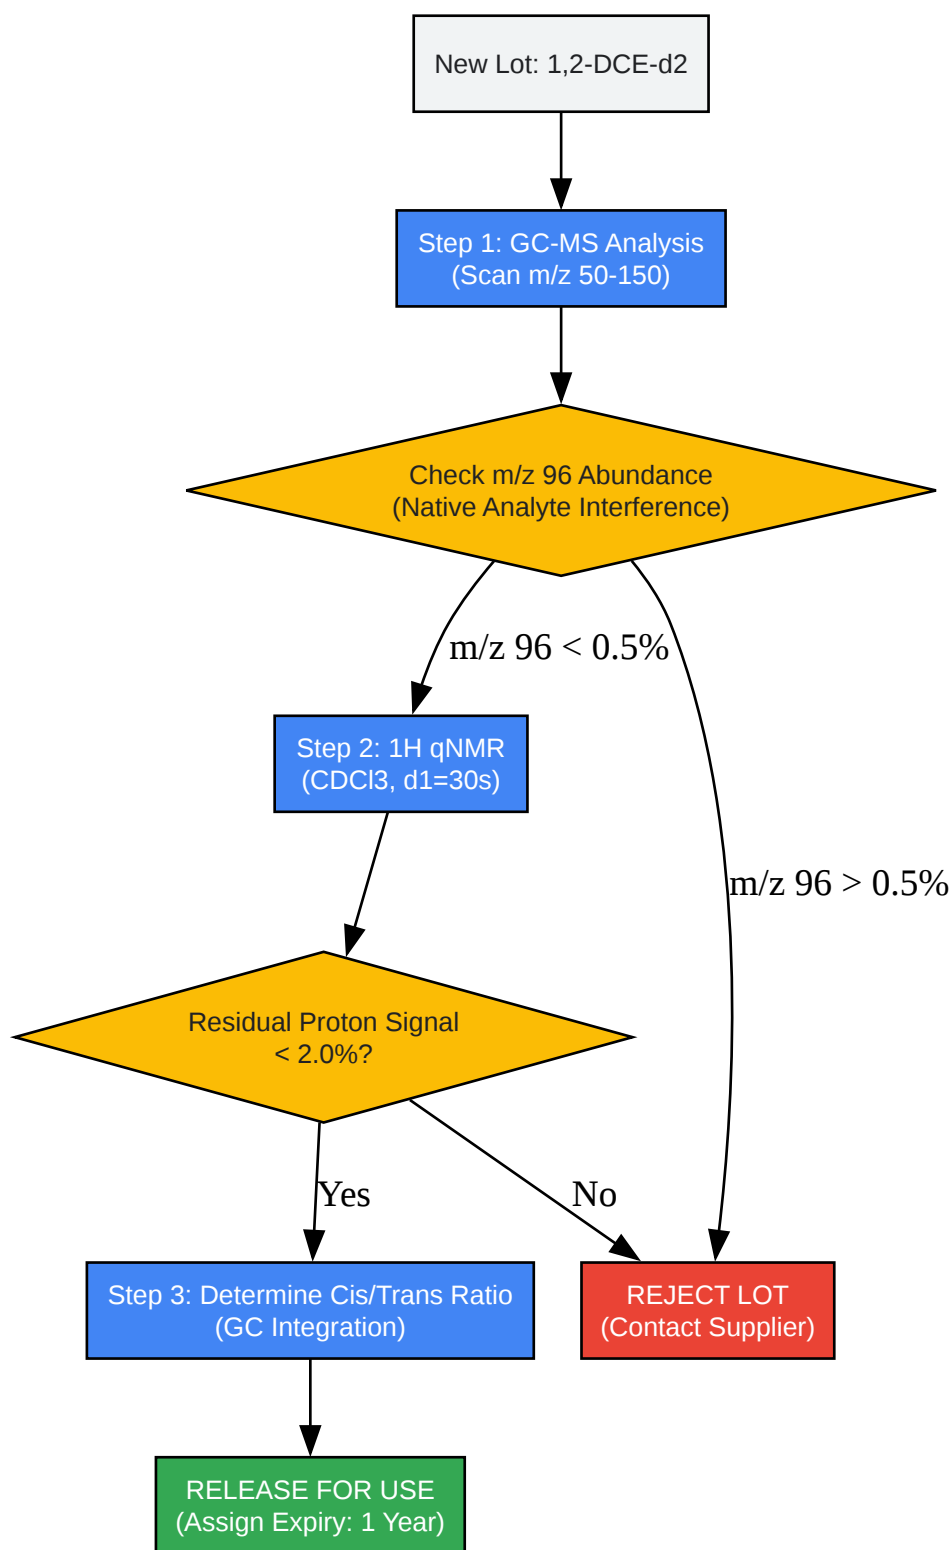 New Lot: 1,2-DCE-d2
Step 1: GC-MS Analysis
(Scan m/z 50-150)
Check m/z 96 Abundance
(Native Analyte Interference)
m/z 96 < 0.5%
Step 2: 1H qNMR
(CDCl3, d1=30s)
m/z 96 > 0.5%
Residual Proton Signal
< 2.0%?
Yes
No
Step 3: Determine Cis/Trans Ratio
(GC Integration)
REJECT LOT
(Contact Supplier)
RELEASE FOR USE
(Assign Expiry: 1 Year)